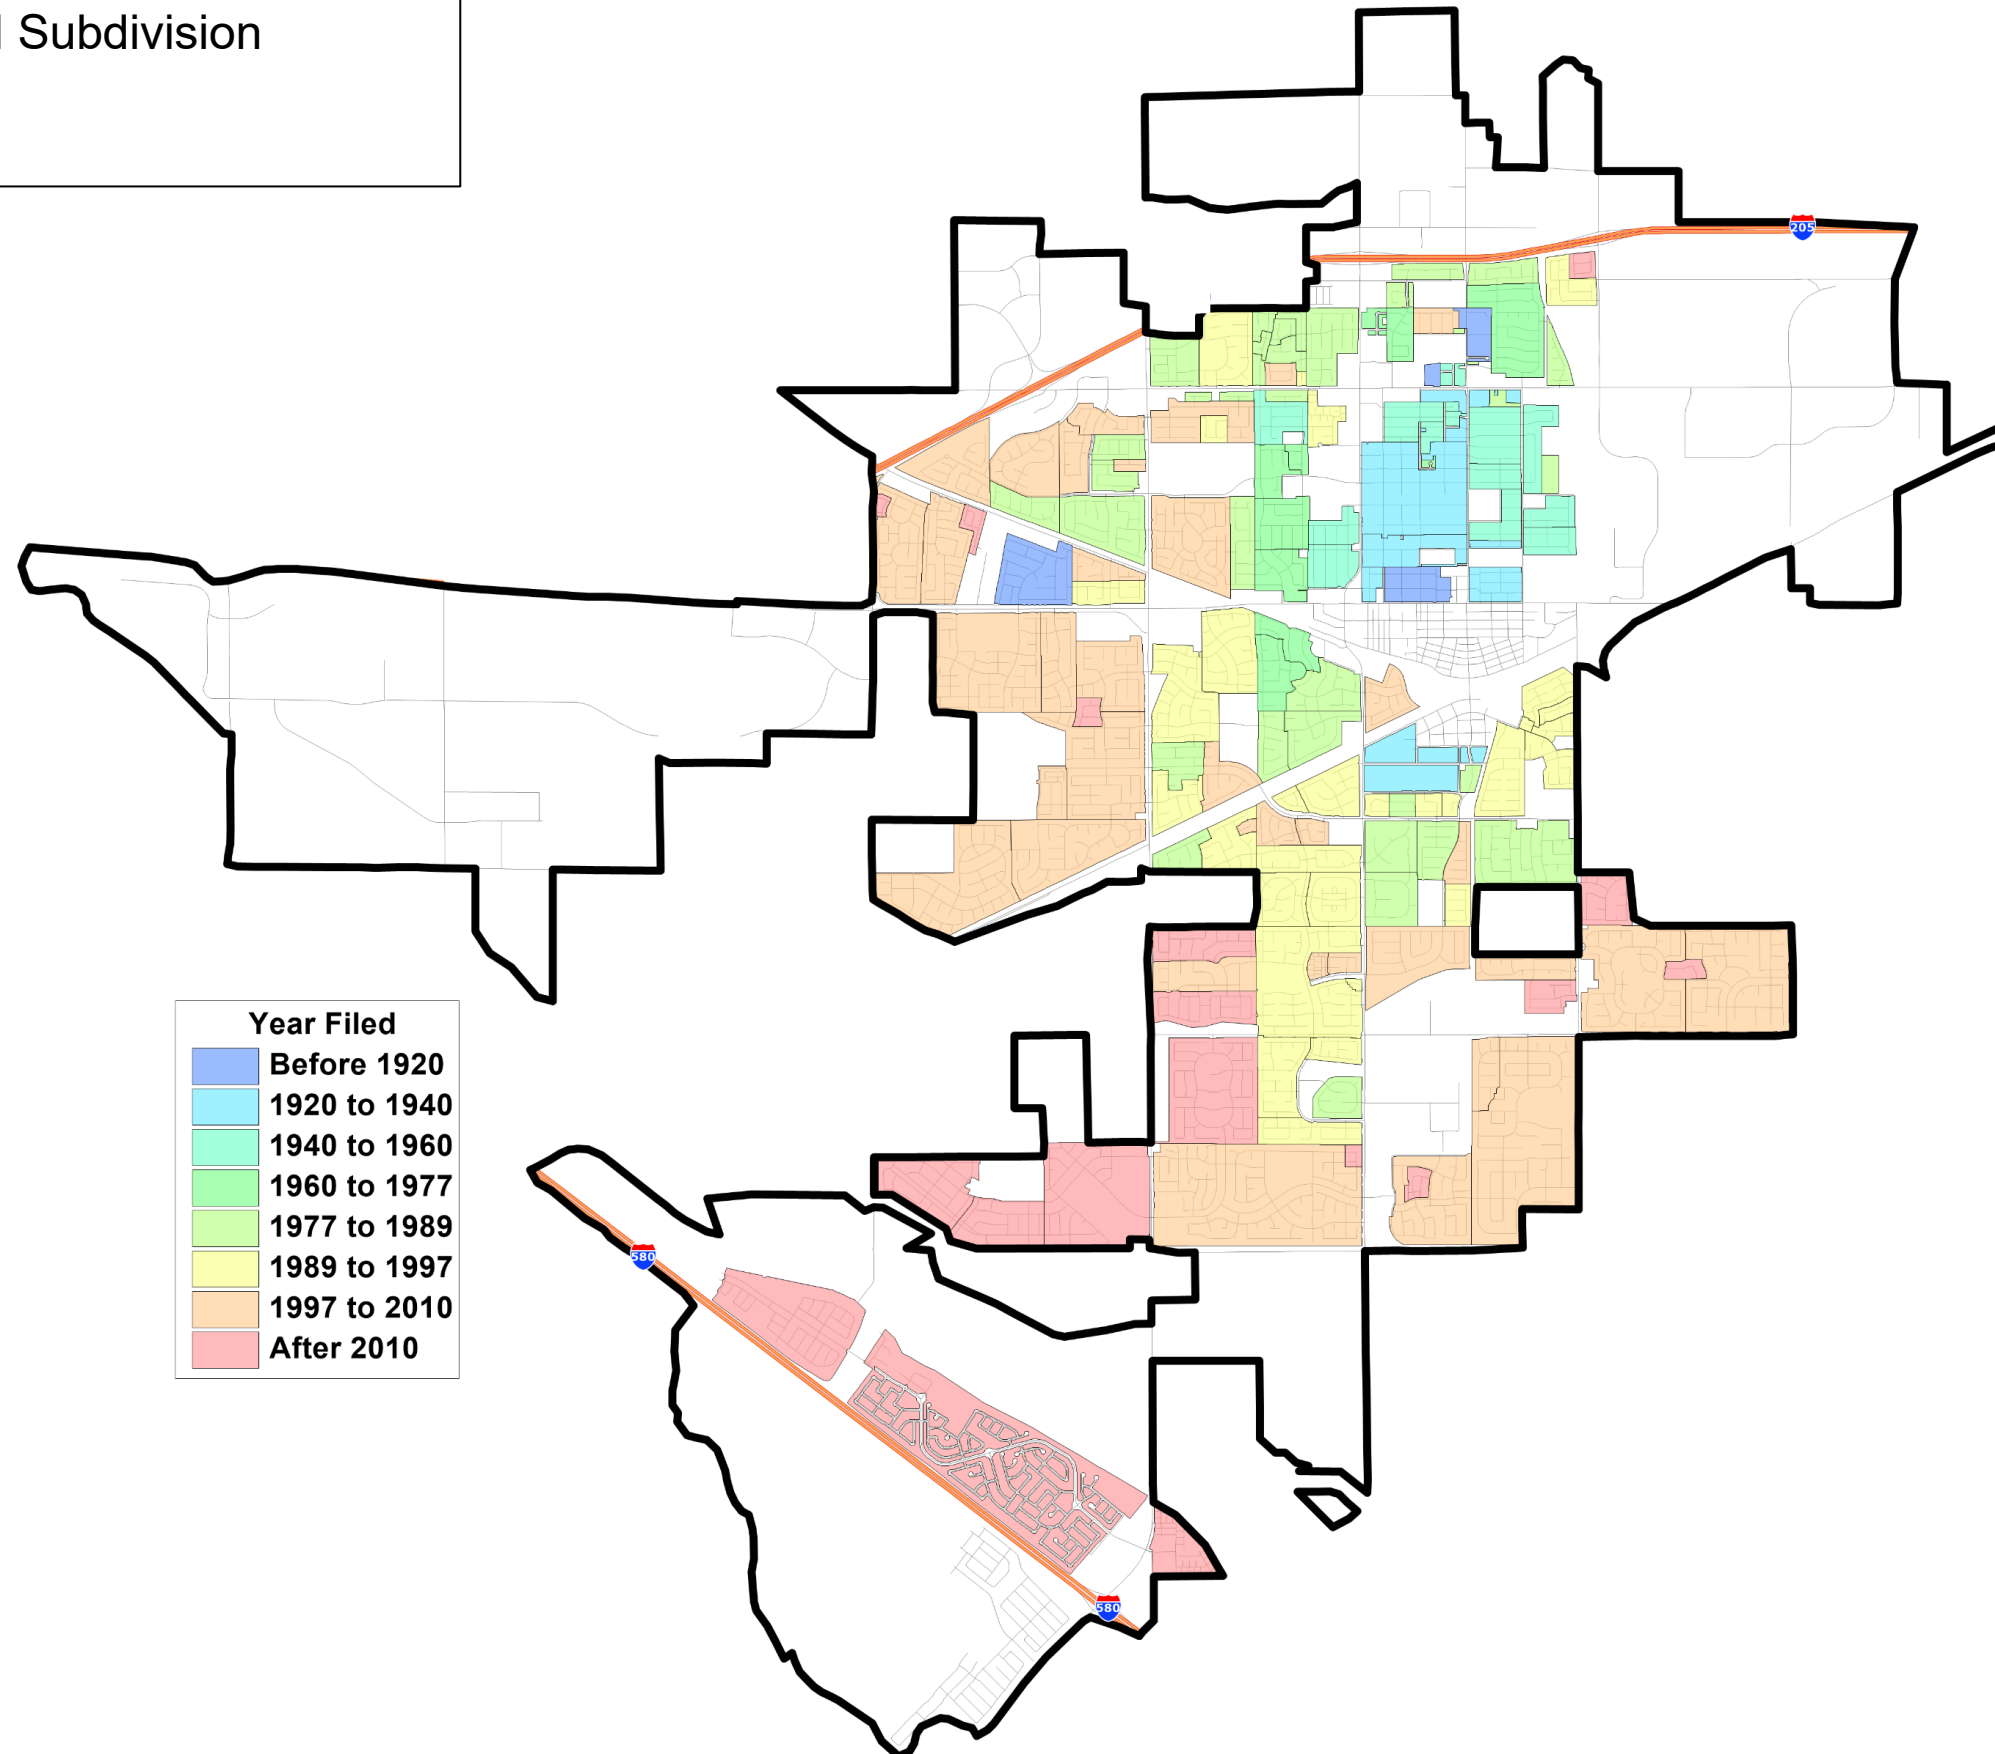 Subdivision
205
Year Filed
Before 1920
1920 to 1940
1940 to 1960
1960 to 1977
1977 to 1989
1989 to 1997
1997 to 2010
After 2010
580
580